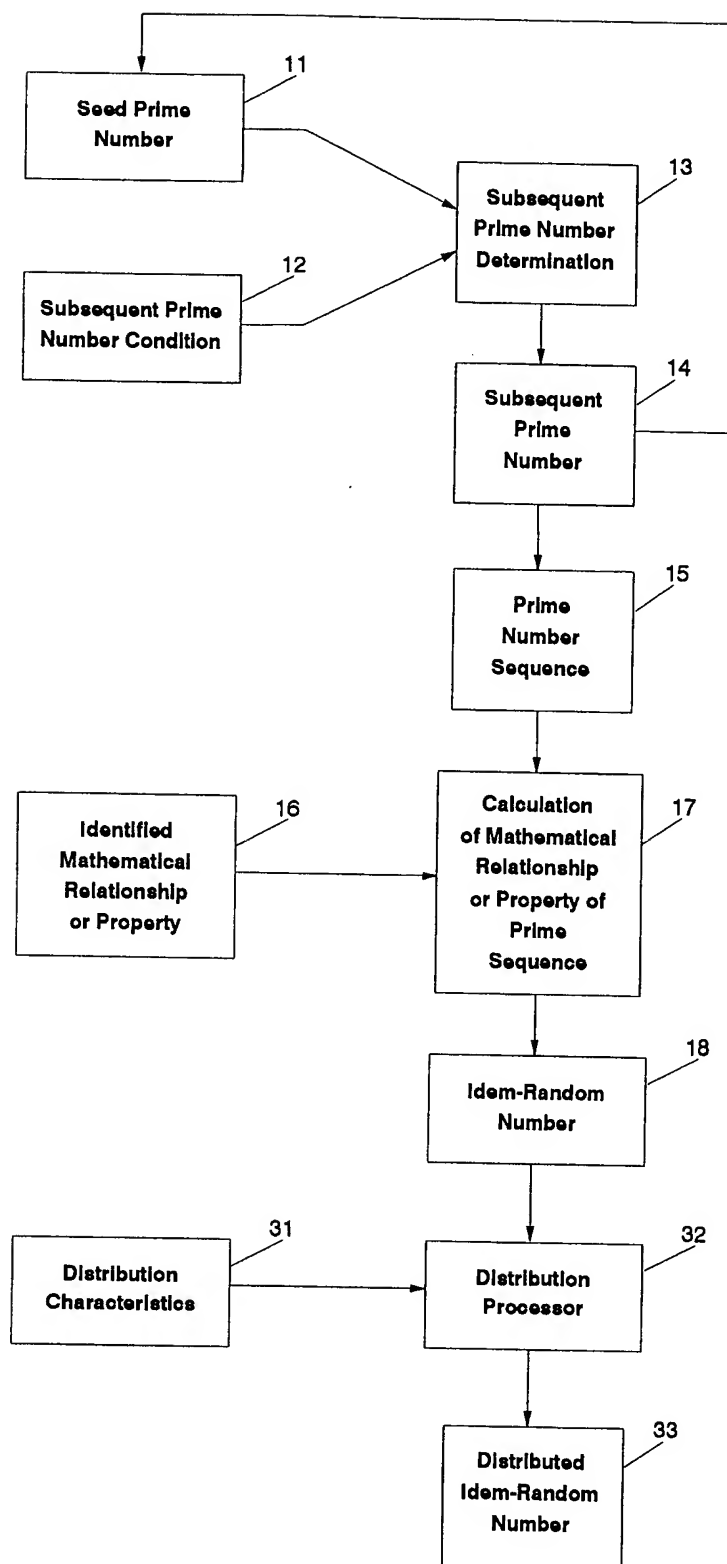 11
Seed Prime
Number
13
Subsequent
Prime Number
Determination
12
Subsequent Prime
Number Condition
14
Subsequent
Prime
Number
15
Prime
Number
Sequence
16
Identified
Mathematical
Relationship
or Property
17
Calculation
of Mathematical
Relationship
or Property of
Prime
Sequence
18
Idem-Random
Number
31
Distribution
Characteristics
32
Distribution
Processor
33
Distributed
Idem-Random
Number